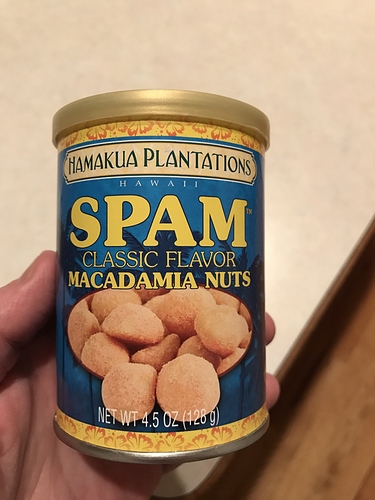 HAMAKUA PLANTATIONS
HAWAII
SPAM™
CLASSIC FLAVOR
MACADAMIA NUTS
NET WT 4.5 OZ (128 g)